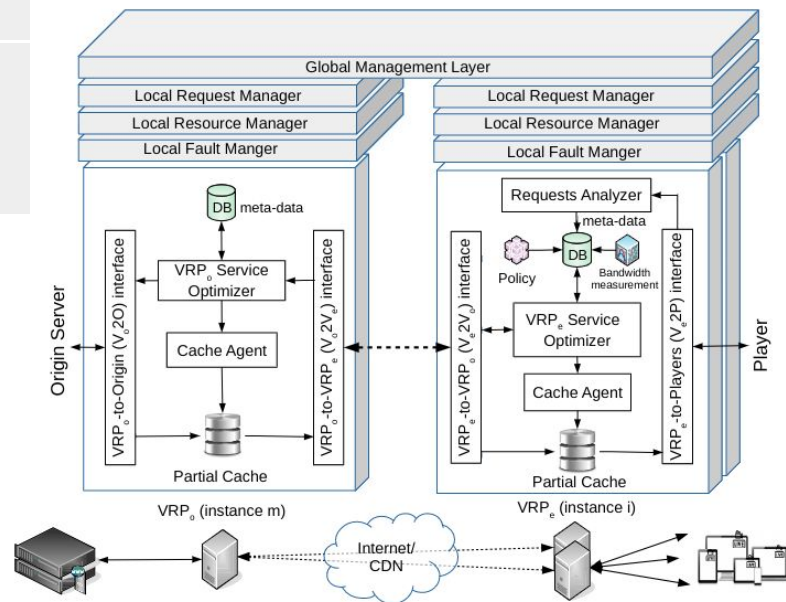 Global Management Layer
Local Request Manager
Local Resource Manager
Local Fault Manger
Local Request Manager
Local Resource Manager
Local Fault Manger
Origin Server
VRPₒ-to-Origin (Vₒ2O) interface
DB
meta-data
VRPₒ Service
Optimizer
Cache Agent
Partial Cache
VRPₒ-to-VRPₑ (Vₒ2Vₑ) interface
VRPₑ-to-VRPₒ (Vₑ2Vₒ) interface
Requests Analyzer
meta-data
DB
Policy
Bandwidth
measurement
VRPₑ Service
Optimizer
Cache Agent
Partial Cache
VRPₑ-to-Players (Vₑ2P) interface
Player
VRPₒ (instance m)
VRPₑ (instance i)
Internet/
CDN